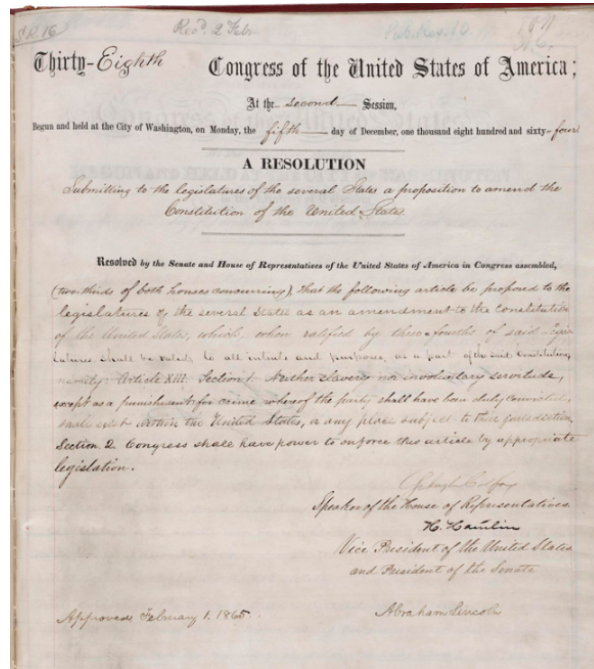 S.R. 16
Rec'd. 2 Feb.
Pub. Res. 10.
Thirty-Eighth Congress of the United States of America;
At the second Session,
Begun and held at the City of Washington, on Monday, the fifth day of December, one thousand eight hundred and sixty-four
A RESOLUTION
Submitting to the legislatures of the several States a proposition to amend the
Constitution of the United States.
Resolved by the Senate and House of Representatives of the United States of America in Congress assembled,
(two-thirds of both houses concurring), That the following article be proposed to the
legislatures of the several States as an amendment to the Constitution
of the United States, which, when ratified by three-fourths of said Legis-
latures, shall be valid, to all intents and purposes, as a part of the said Constitution,
namely: Article XIII. Section 1. Neither slavery nor involuntary servitude,
except as a punishment for crime whereof the party shall have been duly convicted,
shall exist within the United States, or any place subject to their jurisdiction.
Section 2. Congress shall have power to enforce this article by appropriate
legislation.
Schuyler Colfax
Speaker of the House of Representatives.
H. Hamlin
Vice President of the United States
and President of the Senate
Approved, February 1. 1865.
Abraham Lincoln